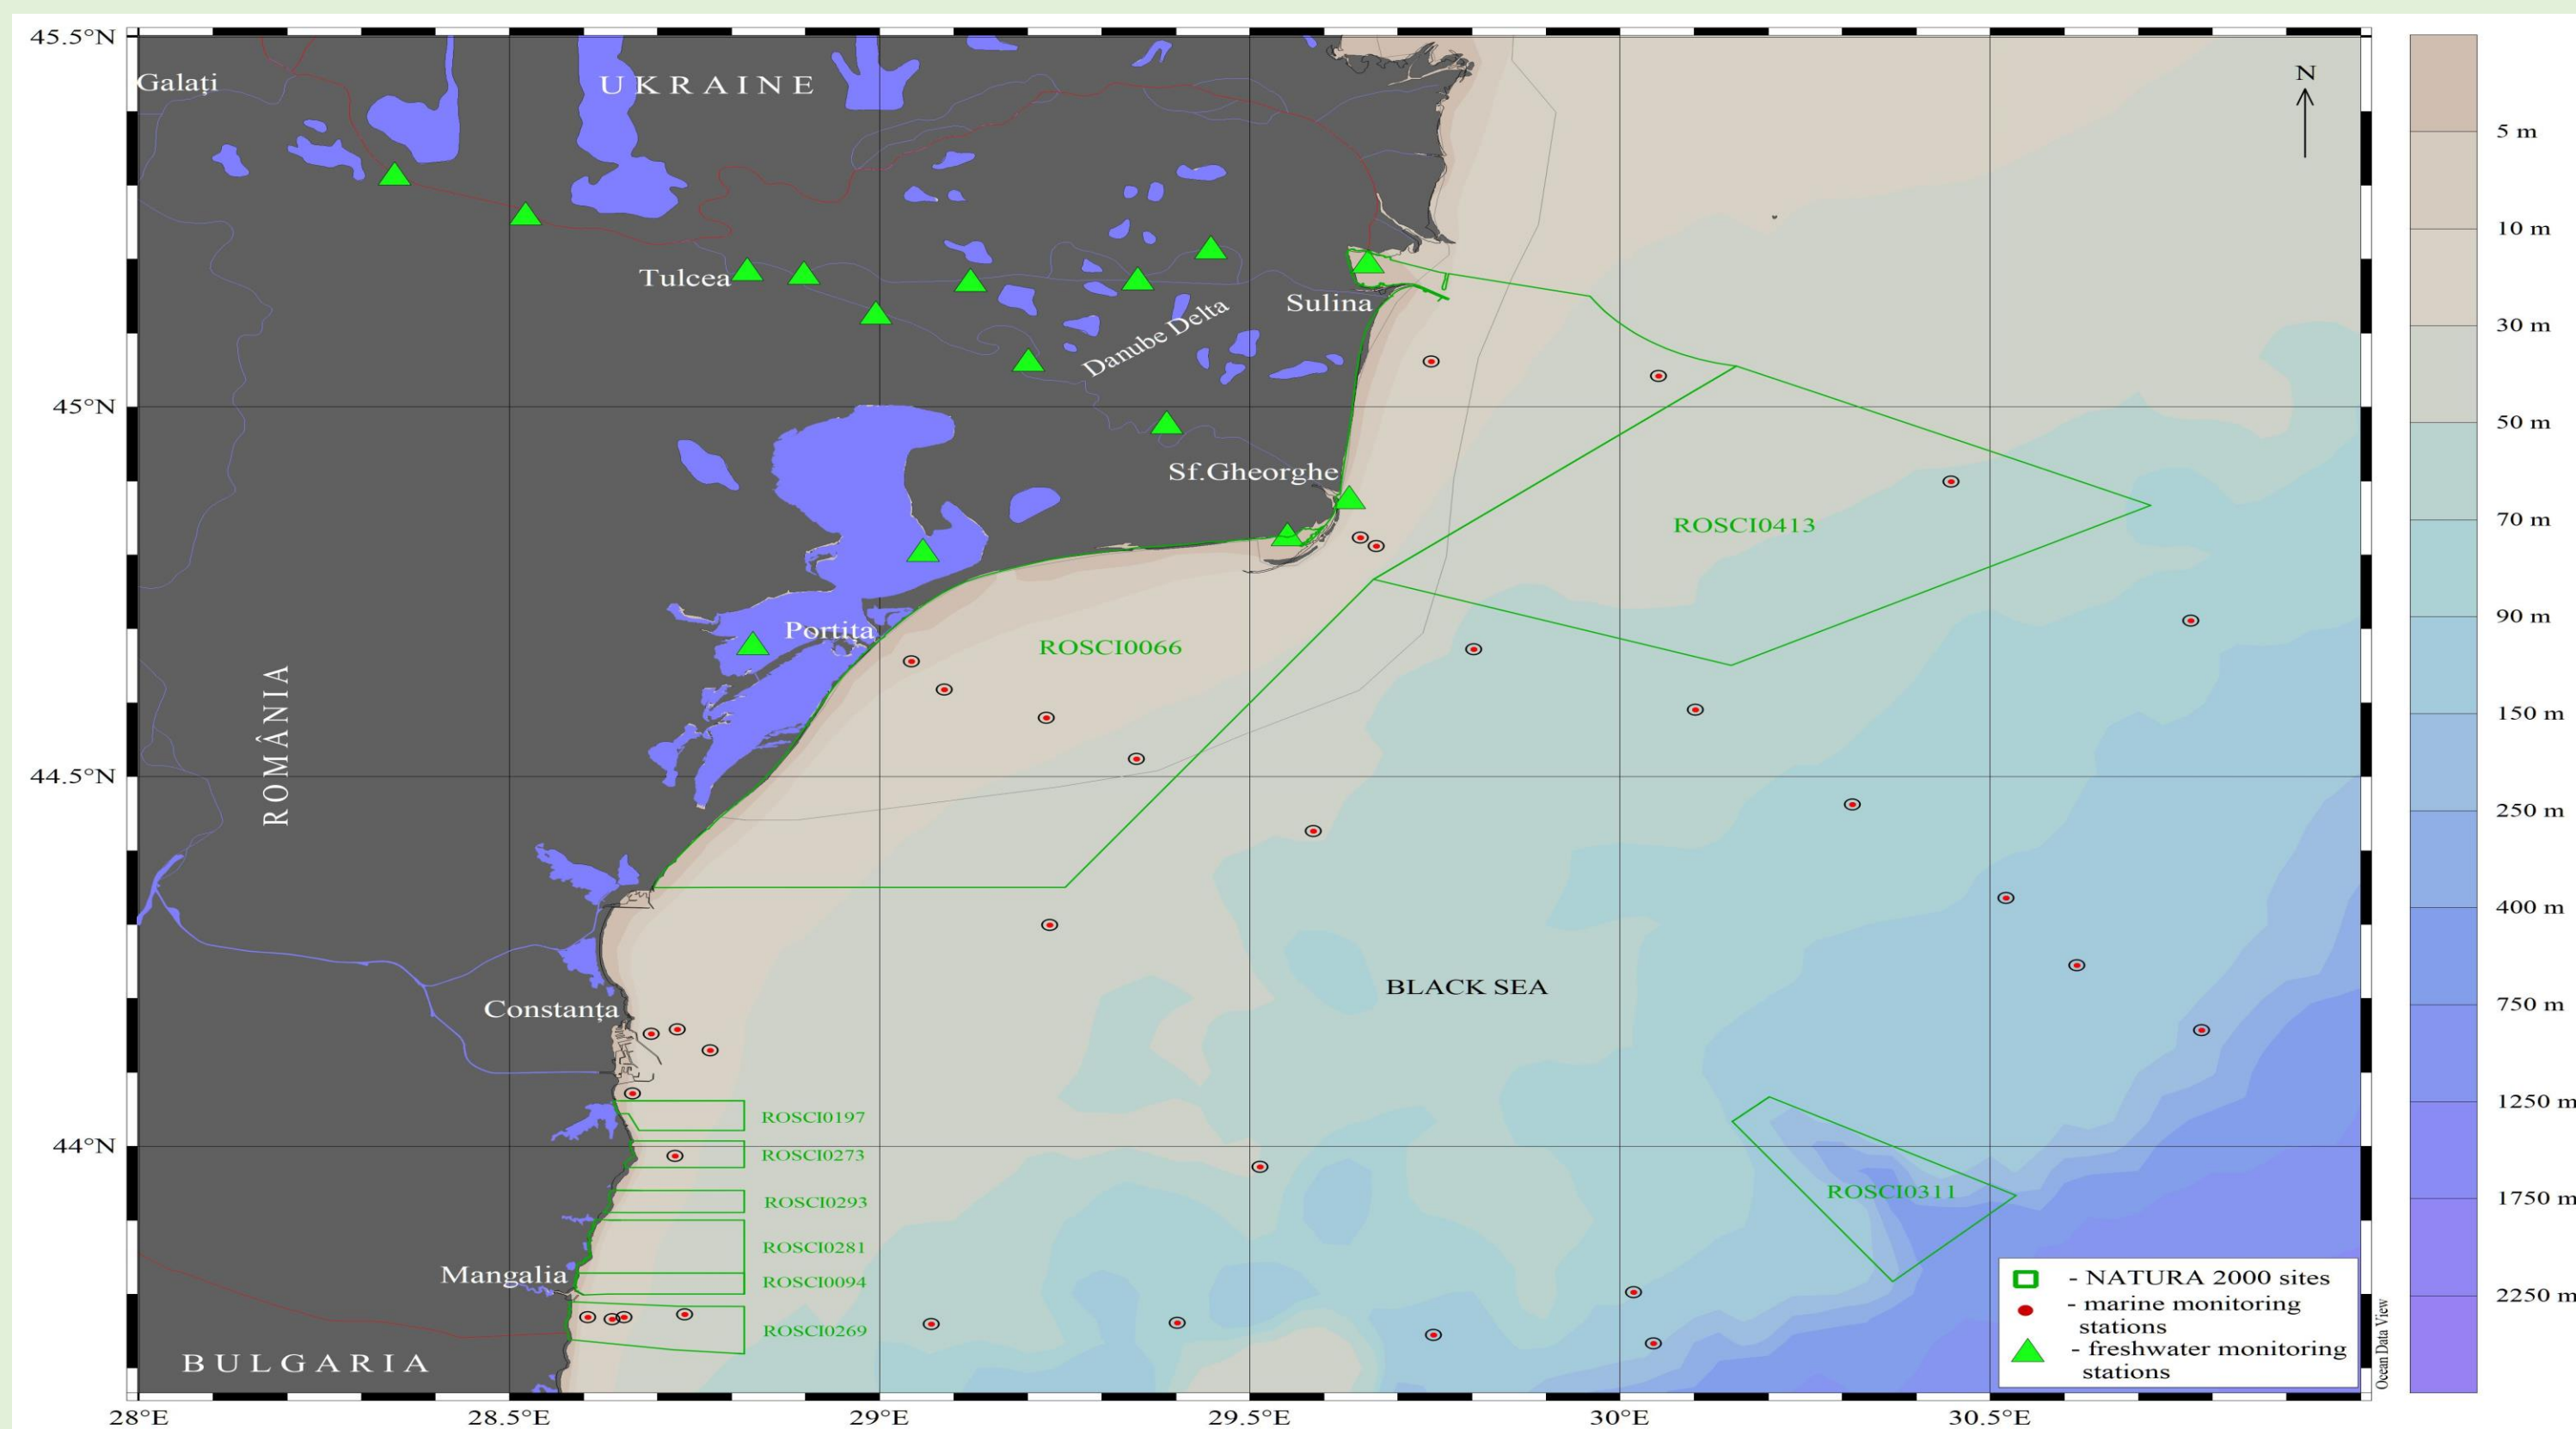 45.5°N
Galați
UKRAINE
N
5 m
10 m
Tulcea
Sulina
30 m
Danube Delta
45°N
50 m
Sf.Gheorghe
70 m
ROSCI0413
90 m
Portița
ROSCI0066
ROMÂNIA
150 m
44.5°N
250 m
400 m
BLACK SEA
Constanța
750 m
1250 m
ROSCI0197
44°N
ROSCI0273
ROSCI0311
1750 m
ROSCI0293
ROSCI0281
Mangalia
ROSCI0094
2250 m
ROSCI0269
BULGARIA
- NATURA 2000 sites
- marine monitoring
stations
- freshwater monitoring
stations
Ocean Data View
28°E
28.5°E
29°E
29.5°E
30°E
30.5°E